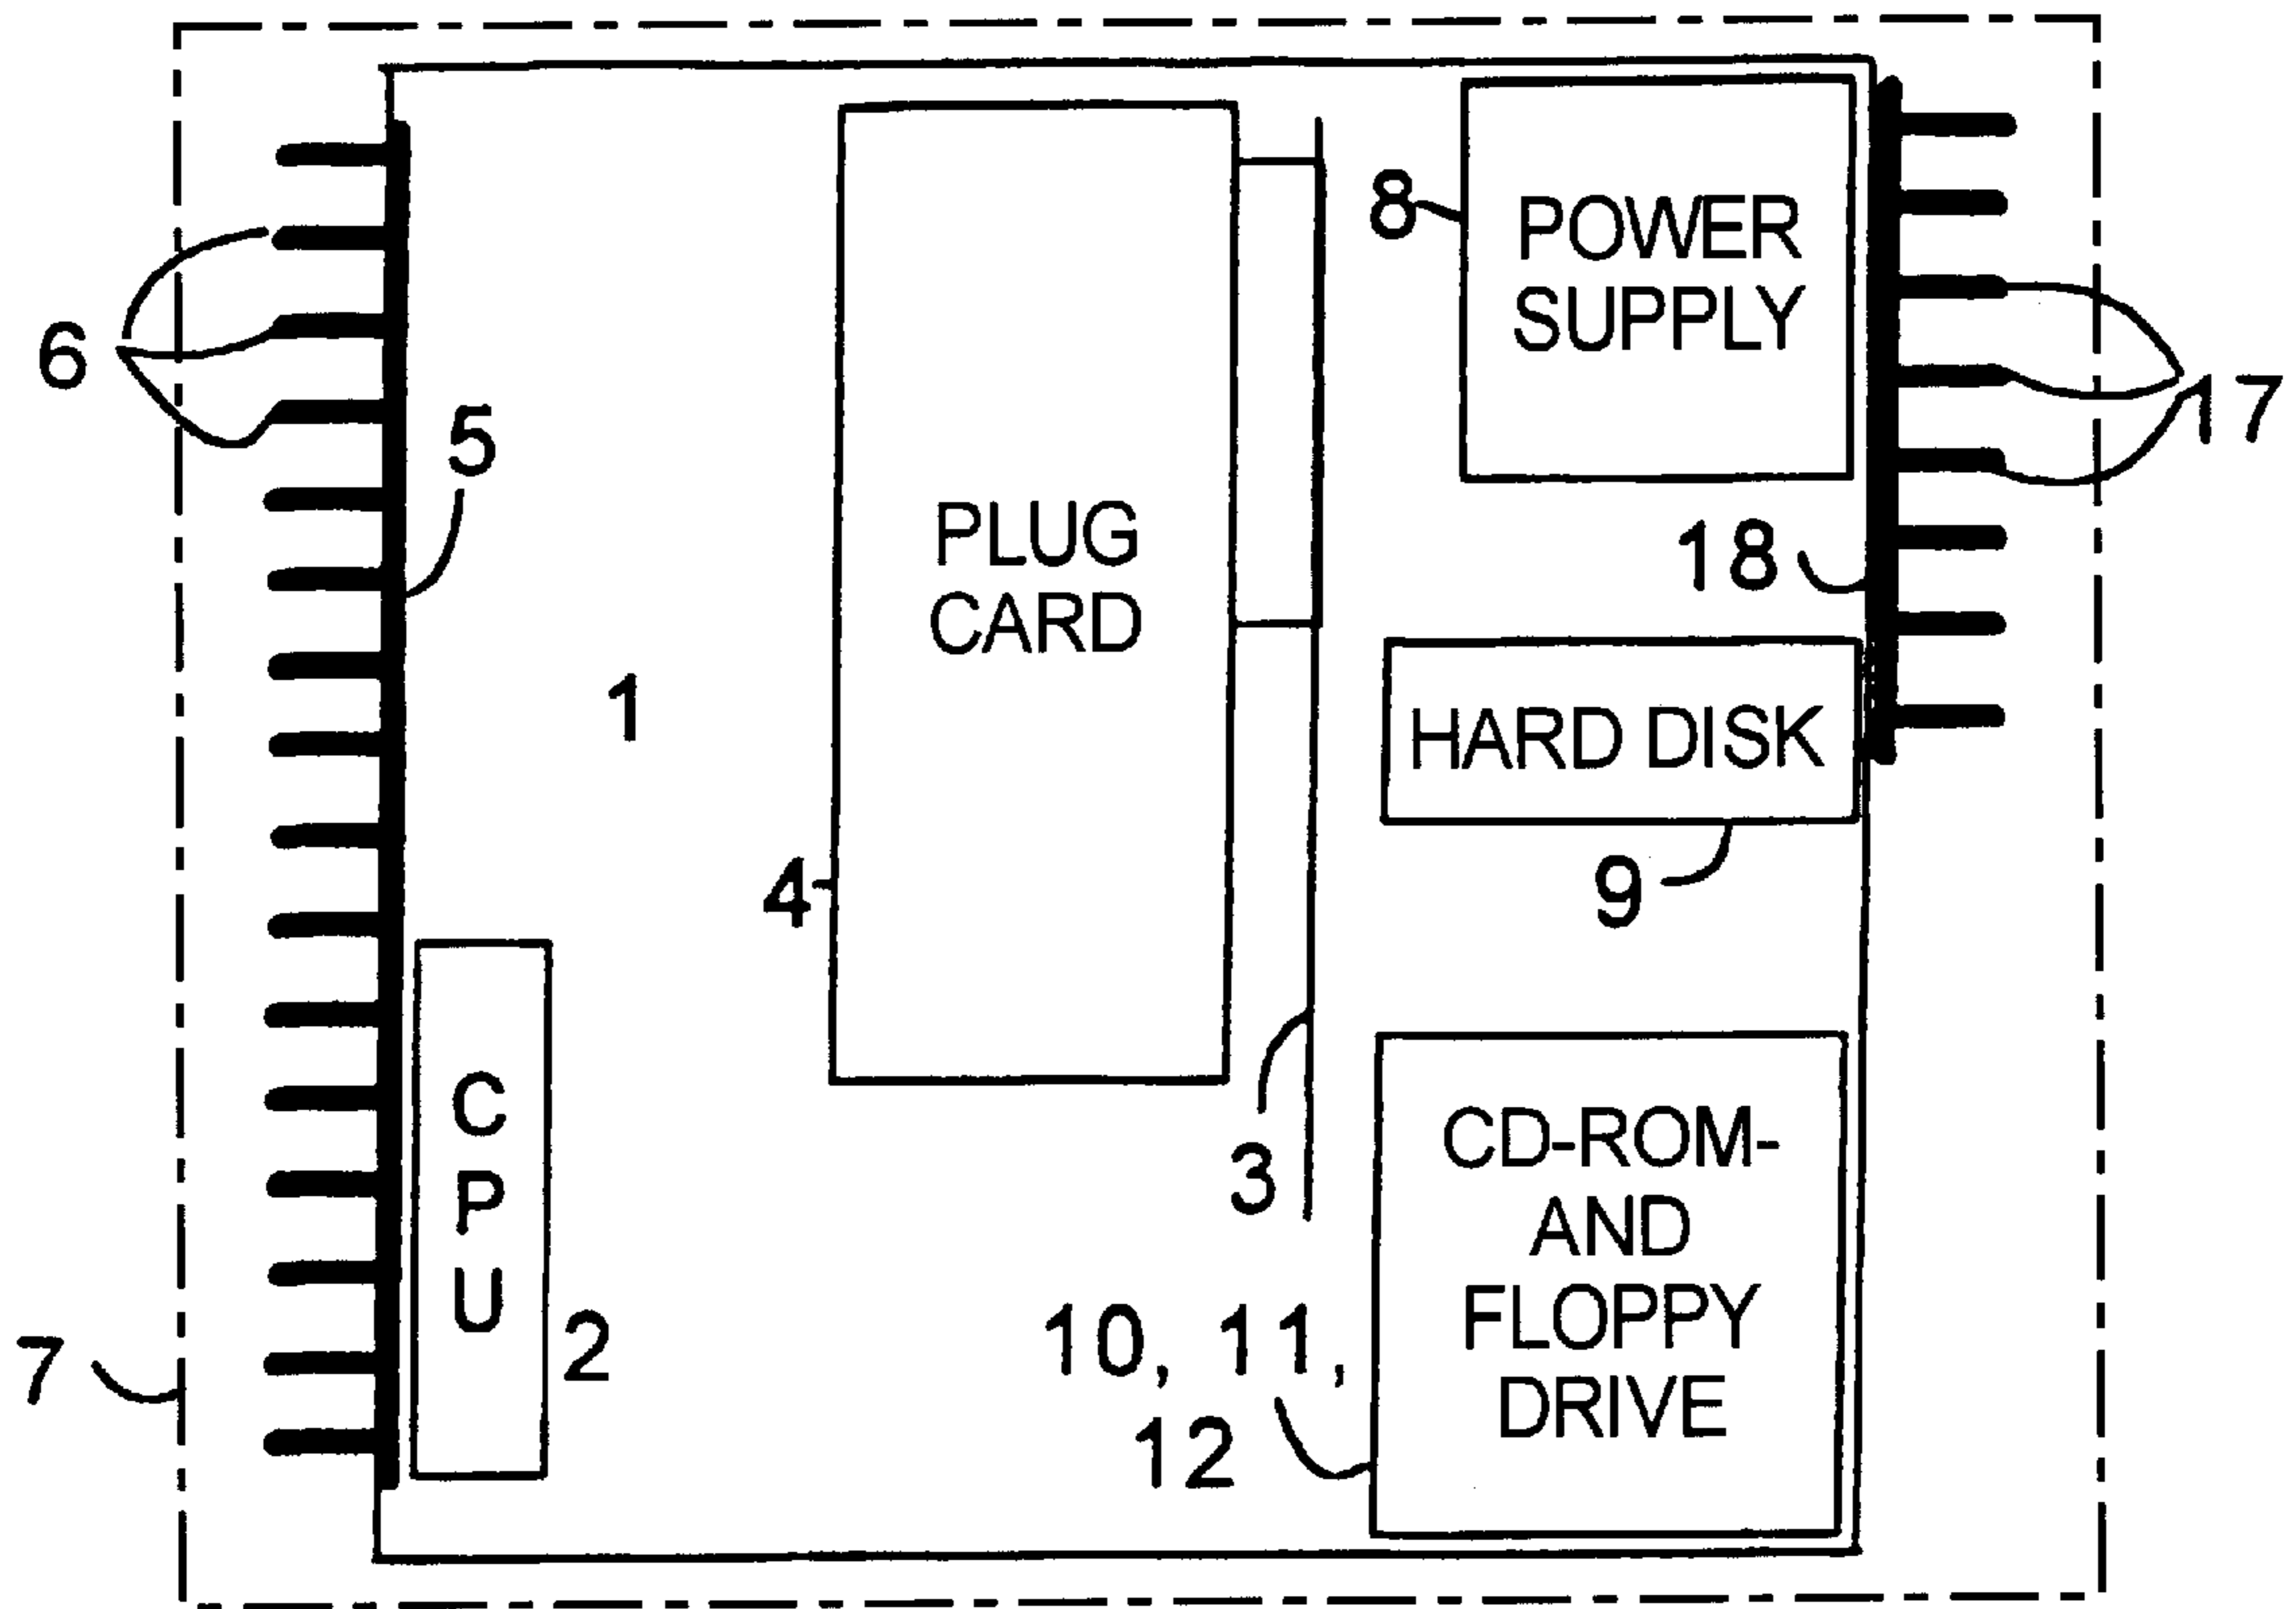 8
POWER
SUPPLY
6
17
5
PLUG
CARD
18
1
HARD DISK
4
9
C
P
U
2
3
CD-ROM-
AND
FLOPPY
DRIVE
10, 11,
12
7